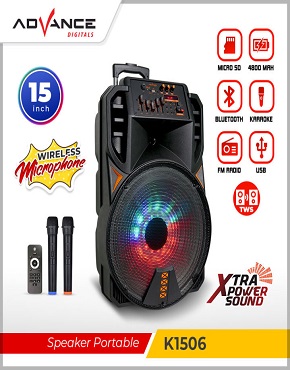 ADVANCE
DIGITALS
15
inch
WIRELESS
Microphone
MICRO SD
4800 MAH
BLUETOOTH
KARAOKE
FM RADIO
USB
TWS
XTRA
POWER
SOUND
Speaker Portable
K1506